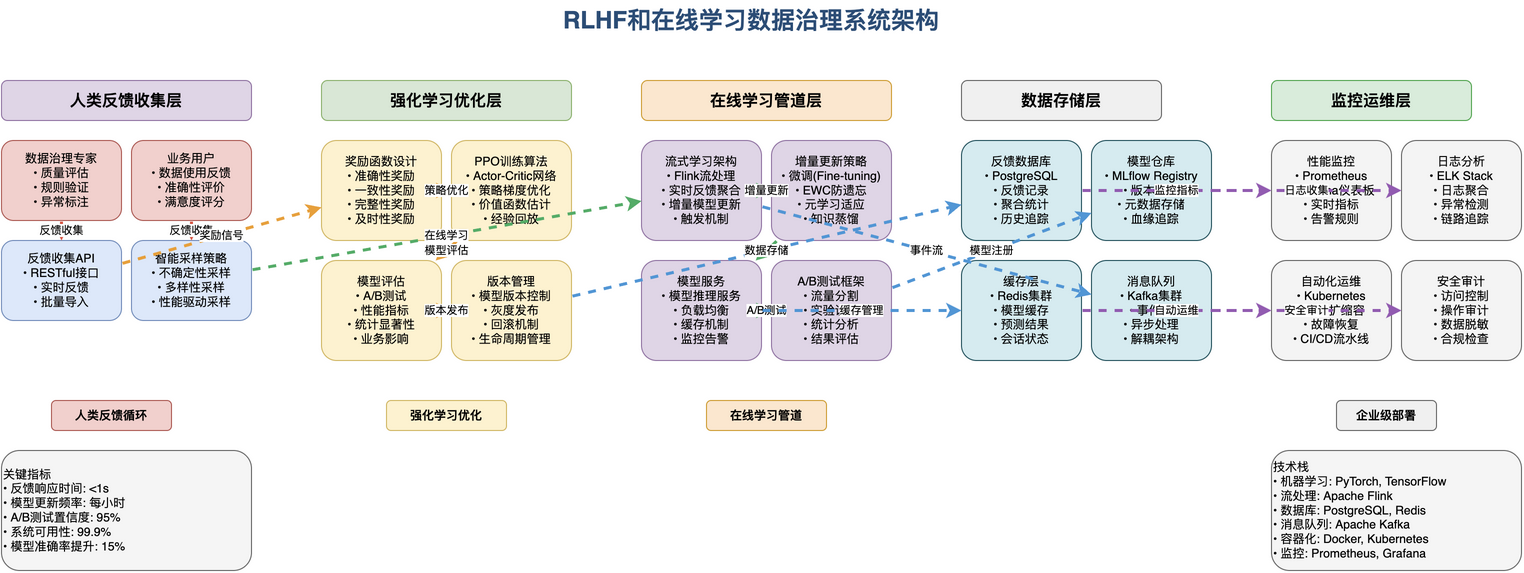 RLHF和在线学习数据治理系统架构
人类反馈收集层
强化学习优化层
在线学习管道层
数据存储层
监控运维层
数据治理专家
• 质量评估
• 规则验证
• 异常标注
业务用户
• 数据使用反馈
• 准确性评价
• 满意度评分
反馈收集
反馈收集
奖励信号
反馈收集API
• RESTful接口
• 实时反馈
• 批量导入
智能采样策略
• 不确定性采样
• 多样性采样
• 性能驱动采样
奖励函数设计
• 准确性奖励
• 一致性奖励
• 完整性奖励
• 及时性奖励
策略优化
PPO训练算法
• Actor-Critic网络
• 策略梯度优化
• 价值函数估计
• 经验回放
在线学习
模型评估
模型评估
• A/B测试
• 性能指标
• 统计显著性
• 业务影响
版本发布
版本管理
• 模型版本控制
• 灰度发布
• 回滚机制
• 生命周期管理
流式学习架构
• Flink流处理
• 实时反馈聚合
• 增量模型更新
• 触发机制
增量更新
增量更新策略
• 微调(Fine-tuning)
• EWC防遗忘
• 元学习适应
• 知识蒸馏
数据存储
事件流
模型注册
模型服务
• 模型推理服务
• 负载均衡
• 缓存机制
• 监控告警
A/B测试
A/B测试框架
• 流量分割
• 实验
缓存管理
• 统计分析
• 结果评估
反馈数据库
• PostgreSQL
• 反馈记录
• 聚合统计
• 历史追踪
模型仓库
• MLflow Registry
• 版本
监控指标
• 元数据存储
• 血缘追踪
缓存层
• Redis集群
• 模型缓存
• 预测结果
• 会话状态
消息队列
• Kafka集群
• 事件
自动运维
• 异步处理
• 解耦架构
性能监控
• Prometheus
日志收集
a仪表板
• 实时指标
• 告警规则
日志分析
• ELK Stack
• 日志聚合
• 异常检测
• 链路追踪
自动化运维
• Kubernetes
安全审计
扩缩容
• 故障恢复
• CI/CD流水线
安全审计
• 访问控制
• 操作审计
• 数据脱敏
• 合规检查
人类反馈循环
强化学习优化
在线学习管道
企业级部署
关键指标
• 反馈响应时间: <1s
• 模型更新频率: 每小时
• A/B测试置信度: 95%
• 系统可用性: 99.9%
• 模型准确率提升: 15%
技术栈
• 机器学习: PyTorch, TensorFlow
• 流处理: Apache Flink
• 数据库: PostgreSQL, Redis
• 消息队列: Apache Kafka
• 容器化: Docker, Kubernetes
• 监控: Prometheus, Grafana